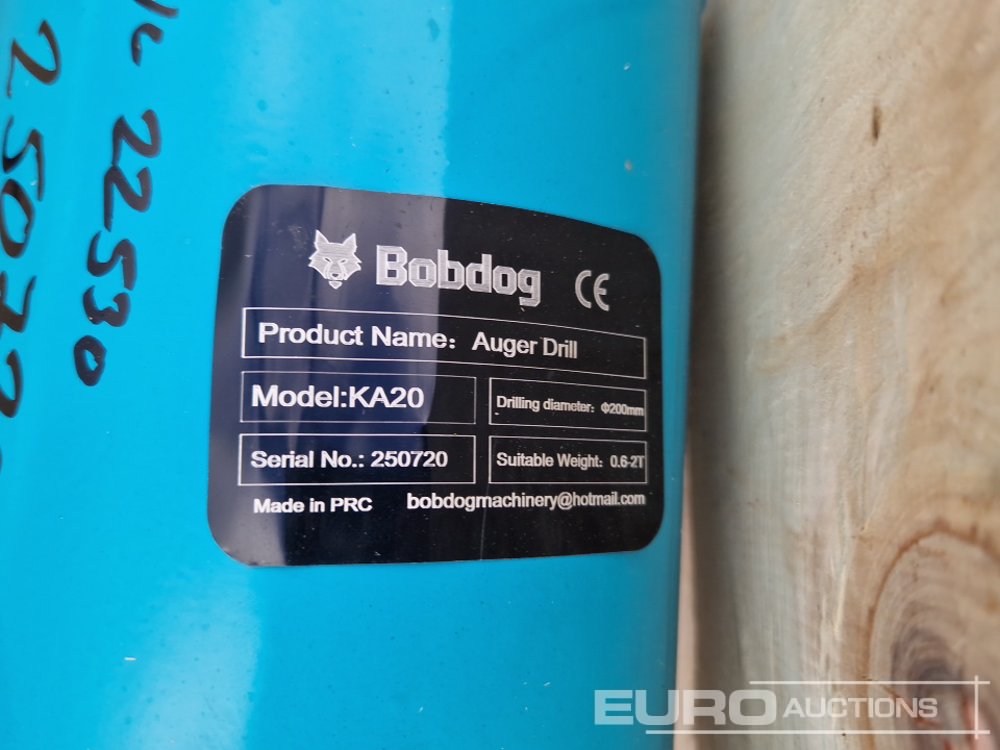 2530
Bobdog CE
Product Name: Auger Drill
Model:KA20
Drilling diameter: Φ200mm
Serial No.: 250720
Suitable Weight: 0.6-2T
Made in PRC bobdogmachinery@hotmail.com
EURO AUCTIONS